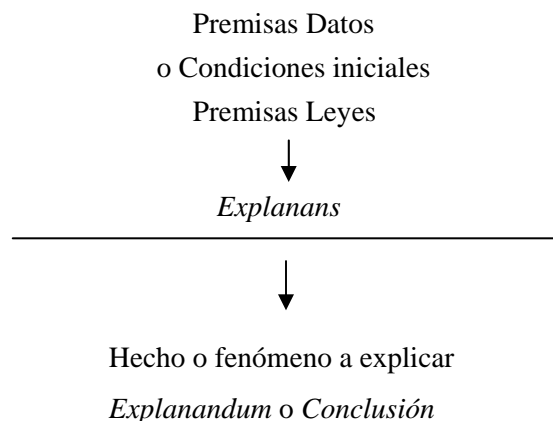 Premisas Datos
o Condiciones iniciales
Premisas Leyes
Explanans
Hecho o fenómeno a explicar
Explanandum o Conclusión